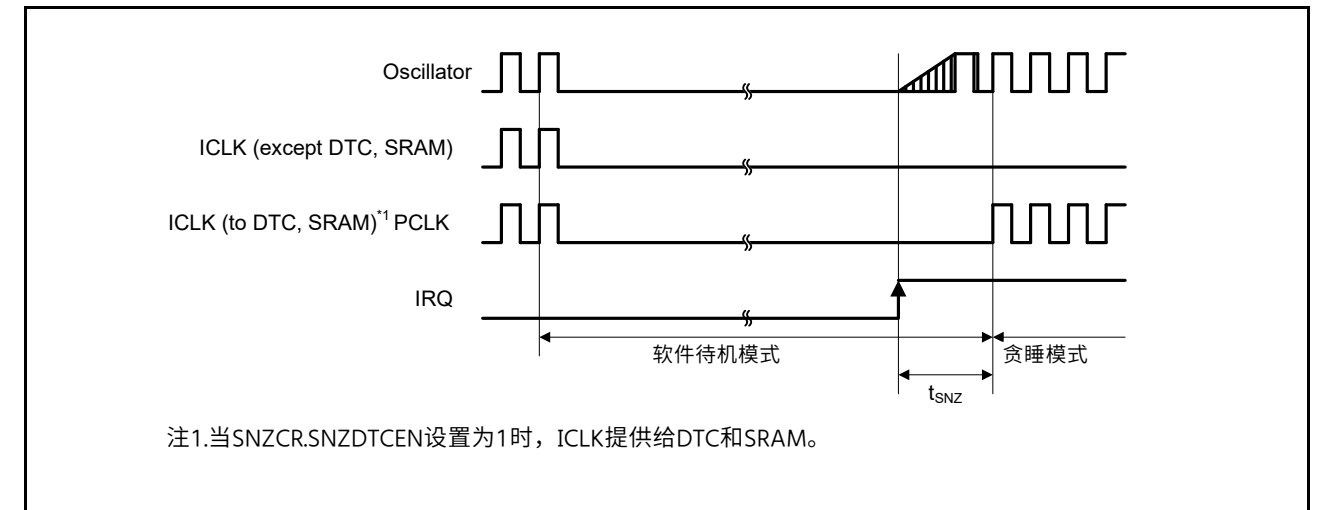 Oscillator
ICLK (except DTC, SRAM)
ICLK (to DTC, SRAM)*1 PCLK
IRQ
软件待机模式
贪睡模式
tSNZ
注1.当SNZCR.SNZDTCEN设置为1时，ICLK提供给DTC和SRAM。